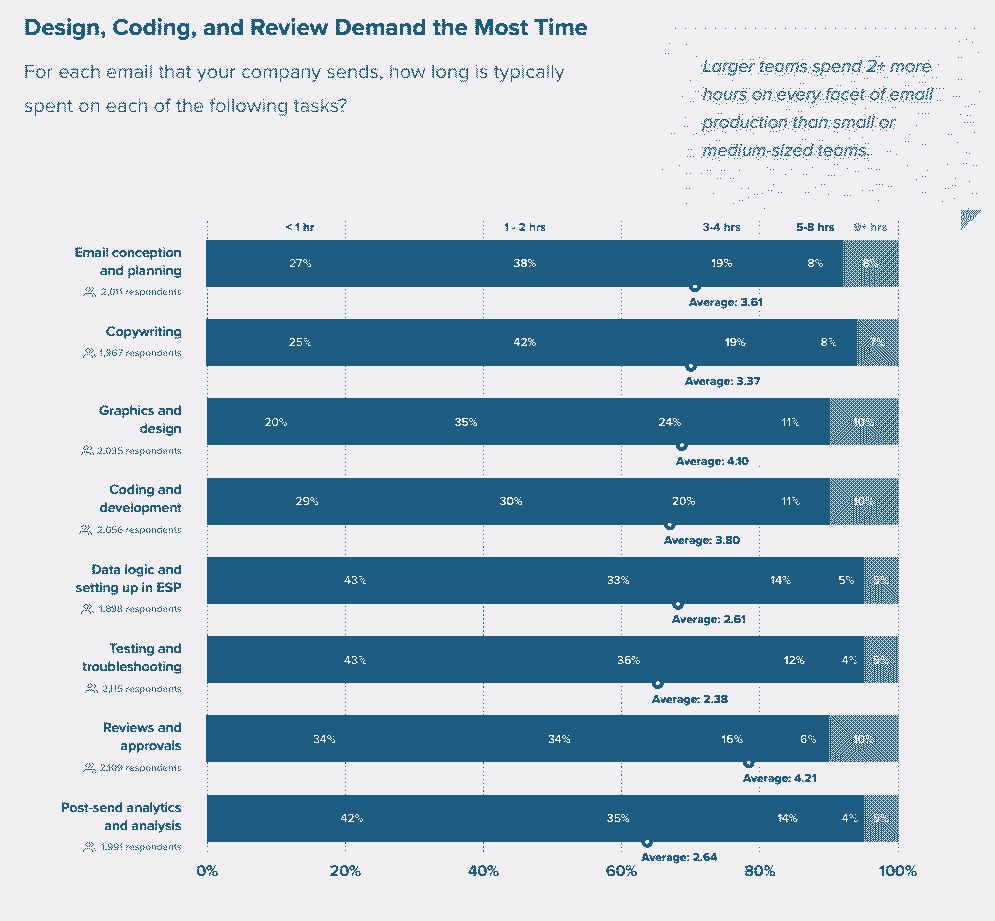 Design, Coding, and Review Demand the Most Time
For each email that your company sends, how long is typically
spent on each of the following tasks?
Larger teams spend 2+ more
hours on every facet of email
production than small or
medium-sized teams.
< 1 hr 1 - 2 hrs 3-4 hrs 5-8 hrs 9+ hrs
Email conception
and planning
respondents
27% 38% 19% 8%
Average: 3.61
Copywriting
1,967 respondents
25% 42% 19% 8% 7%
Average: 3.37
Graphics and
design
2,035 respondents
20% 35% 24% 11% 10%
Average: 4.10
Coding and
development
2,056 respondents
29% 30% 20% 11% 10%
Average: 3.80
Data logic and
setting up in ESP
1,898 respondents
43% 33% 14% 5% 5%
Average: 2.61
Testing and
troubleshooting
2,115 respondents
43% 36% 12% 4% 5%
Average: 2.38
Reviews and
approvals
2,109 respondents
34% 34% 16% 6% 10%
Average: 4.21
Post-send analytics
and analysis
1,991 respondents
42% 35% 14% 4% 5%
Average: 2.64
0% 20% 40% 60% 80% 100%